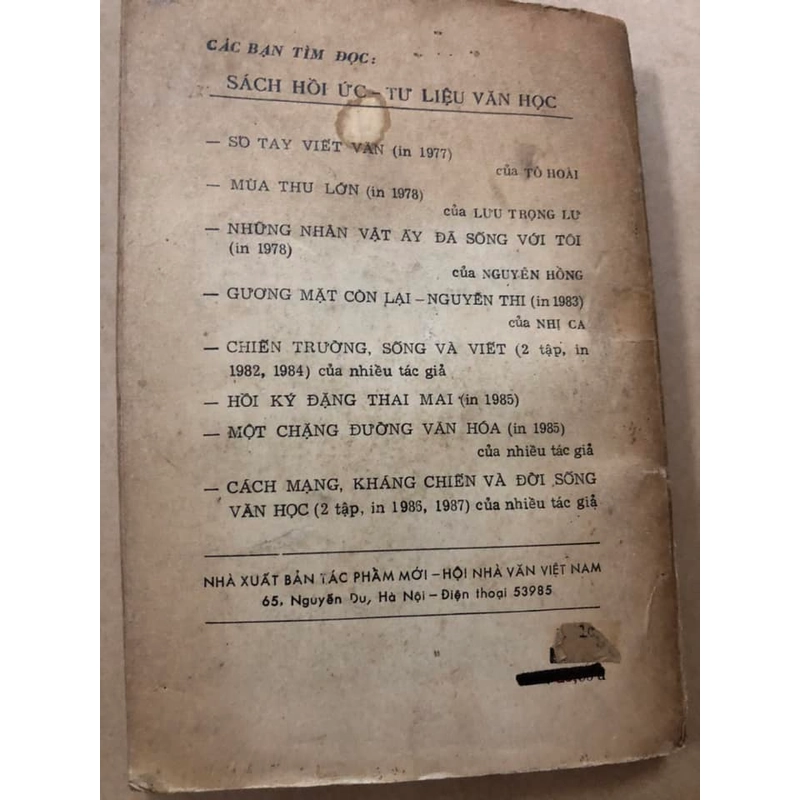 CÁC BẠN TÌM ĐỌC:
SÁCH HỒI ỨC – TƯ LIỆU VĂN HỌC
— SỔ TAY VIẾT VĂN (in 1977)
của TÔ HOÀI
— MÙA THU LỚN (in 1978)
của LƯU TRỌNG LƯ
— NHỮNG NHÂN VẬT ẤY ĐÃ SỐNG VỚI TÔI
(in 1978)
của NGUYÊN HỒNG
— GƯƠNG MẶT CÒN LẠI – NGUYỄN THI (in 1983)
của NHỊ CA
— CHIẾN TRƯỜNG, SỐNG VÀ VIẾT (2 tập, in
1982, 1984) của nhiều tác giả
— HỒI KÝ ĐẶNG THAI MAI (in 1985)
— MỘT CHẶNG ĐƯỜNG VĂN HÓA (in 1985)
của nhiều tác giả
— CÁCH MẠNG, KHÁNG CHIẾN VÀ ĐỜI SỐNG
VĂN HỌC (2 tập, in 1986, 1987) của nhiều tác giả
NHÀ XUẤT BẢN TÁC PHẨM MỚI – HỘI NHÀ VĂN VIỆT NAM
65, Nguyễn Du, Hà Nội – Điện thoại 53985